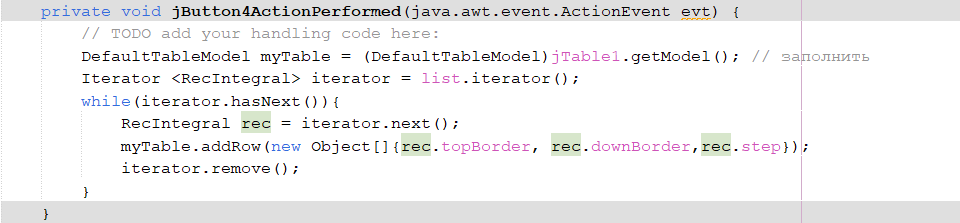 private void jButton4ActionPerformed(java.awt.event.ActionEvent evt) {
// TODO add your handling code here:
DefaultTableModel myTable = (DefaultTableModel)jTable1.getModel(); // заполнить
Iterator <RecIntegral> iterator = list.iterator();
while(iterator.hasNext()){
RecIntegral rec = iterator.next();
myTable.addRow(new Object[]{rec.topBorder, rec.downBorder,rec.step});
iterator.remove();
}
}